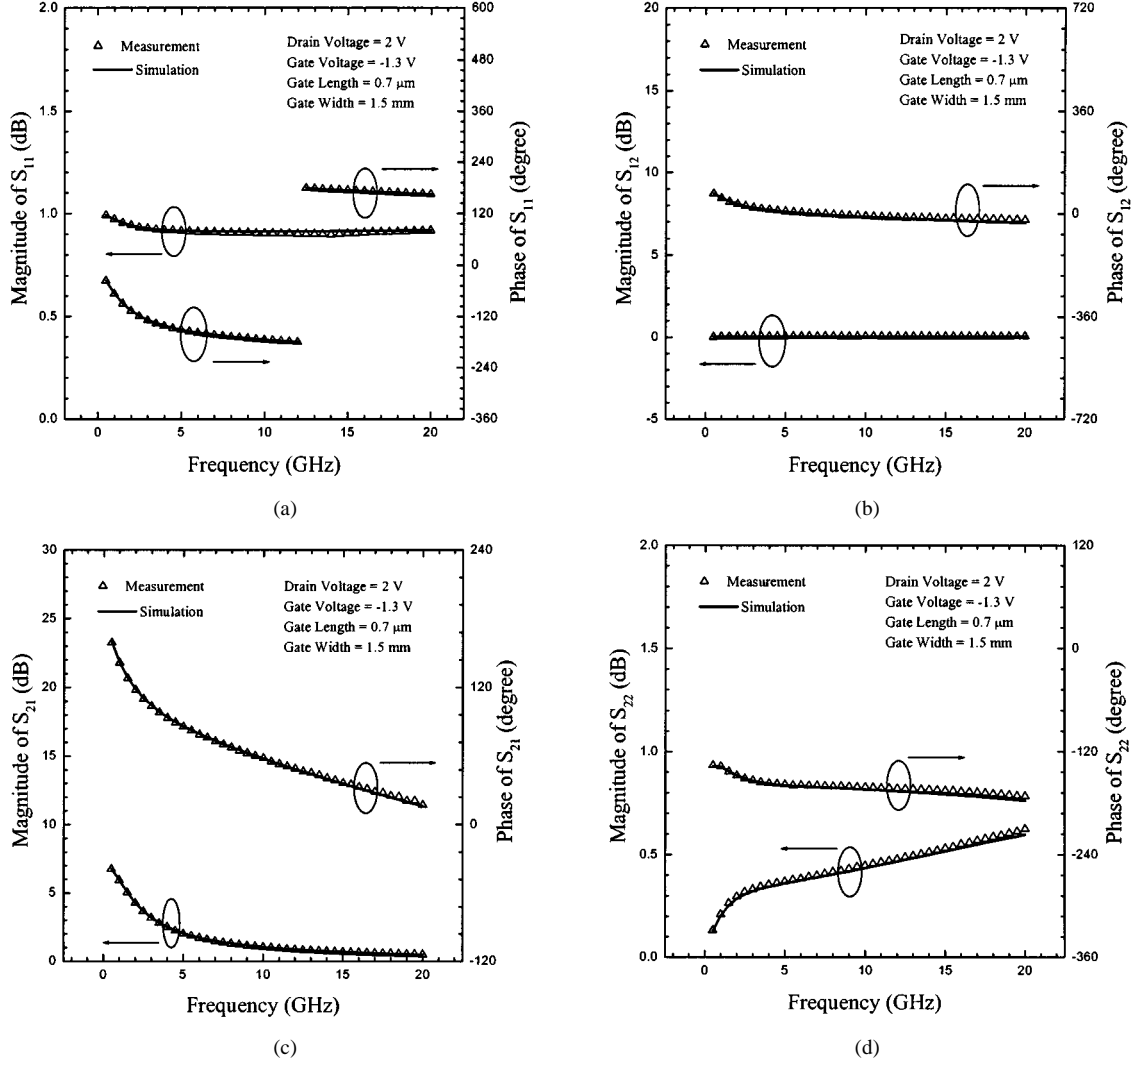 2.0
1.5
1.0
0.5
0.0
600
480
360
240
120
0
-120
-240
-360
Measurement
Simulation
Drain Voltage = 2 V
Gate Voltage = -1.3 V
Gate Length = 0.7 μm
Gate Width = 1.5 mm
Magnitude of S11 (dB)
Phase of S11 (degree)
0 5 10 15 20
Frequency (GHz)
(a)
20
15
10
5
0
-5
720
360
0
-360
-720
Measurement
Simulation
Drain Voltage = 2 V
Gate Voltage = -1.3 V
Gate Length = 0.7 μm
Gate Width = 1.5 mm
Magnitude of S12 (dB)
Phase of S12 (degree)
0 5 10 15 20
Frequency (GHz)
(b)
30
25
20
15
10
5
0
240
120
0
-120
Measurement
Simulation
Drain Voltage = 2 V
Gate Voltage = -1.3 V
Gate Length = 0.7 μm
Gate Width = 1.5 mm
Magnitude of S21 (dB)
Phase of S21 (degree)
0 5 10 15 20
Frequency (GHz)
(c)
2.0
1.5
1.0
0.5
0.0
120
0
-120
-240
-360
Measurement
Simulation
Drain Voltage = 2 V
Gate Voltage = -1.3 V
Gate Length = 0.7 μm
Gate Width = 1.5 mm
Magnitude of S22 (dB)
Phase of S22 (degree)
0 5 10 15 20
Frequency (GHz)
(d)